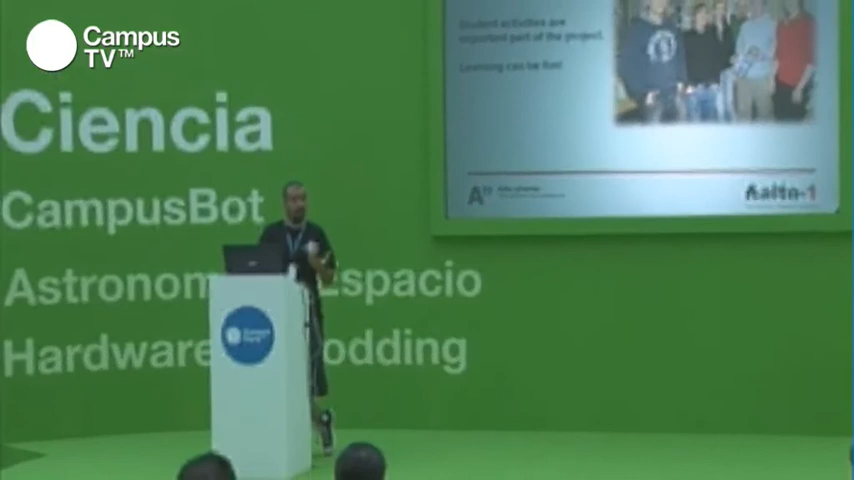 Campus
TV™
Ciencia
CampusBot
Astronom Espacio
Hardware odding
Student activities are
important part of the project.
Learning can be fun!
Aalto-1
Campus